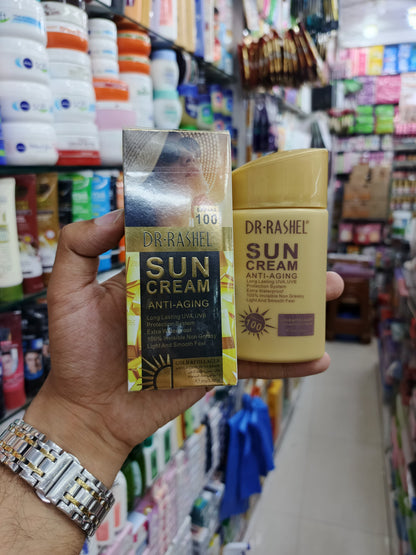 NIVEA
100
DR·RASHEL
SUN
CREAM
ANTI-AGING
Long Lasting UVA,UVB
Protection System
Extra Waterproof
100% Invisible Non Greasy
Light And Smooth Feel
DR·RASHEL
SUN
CREAM
ANTI-AGING
Long Lasting UVA,UVB
Protection System
Extra Waterproof
100% Invisible Non Greasy
Light And Smooth Feel